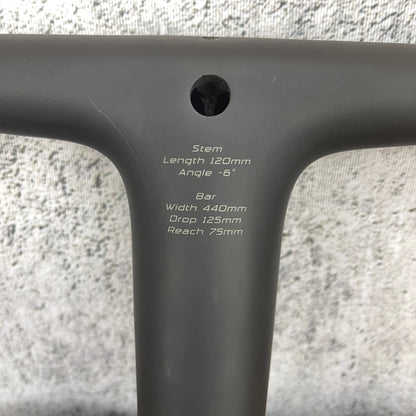 Stem
Length 120mm
Angle -6°
Bar
Width 440mm
Drop 125mm
Reach 75mm